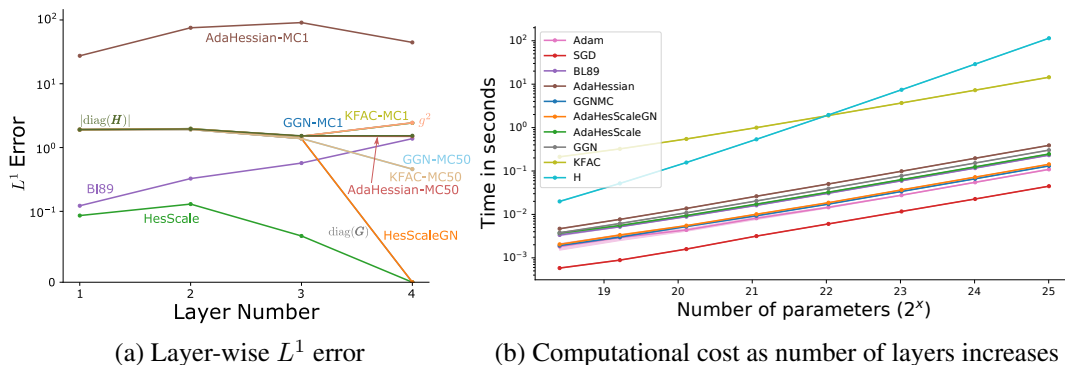 10²
10¹
10⁰
10⁻¹
0
L¹ Error
AdaHessian-MC1
|diag(H)|
GGN-MC1
KFAC-MC1
g²
GGN-MC50
KFAC-MC50
AdaHessian-MC50
BL89
HesScale
diag(G)
HesScaleGN
1 2 3 4
Layer Number
(a) Layer-wise L¹ error
10²
10¹
10⁰
10⁻¹
10⁻²
10⁻³
Time in seconds
Adam
SGD
BL89
AdaHessian
GGNMC
AdaHesScaleGN
AdaHesScale
GGN
KFAC
H
19 20 21 22 23 24 25
Number of parameters (2ˣ)
(b) Computational cost as number of layers increases